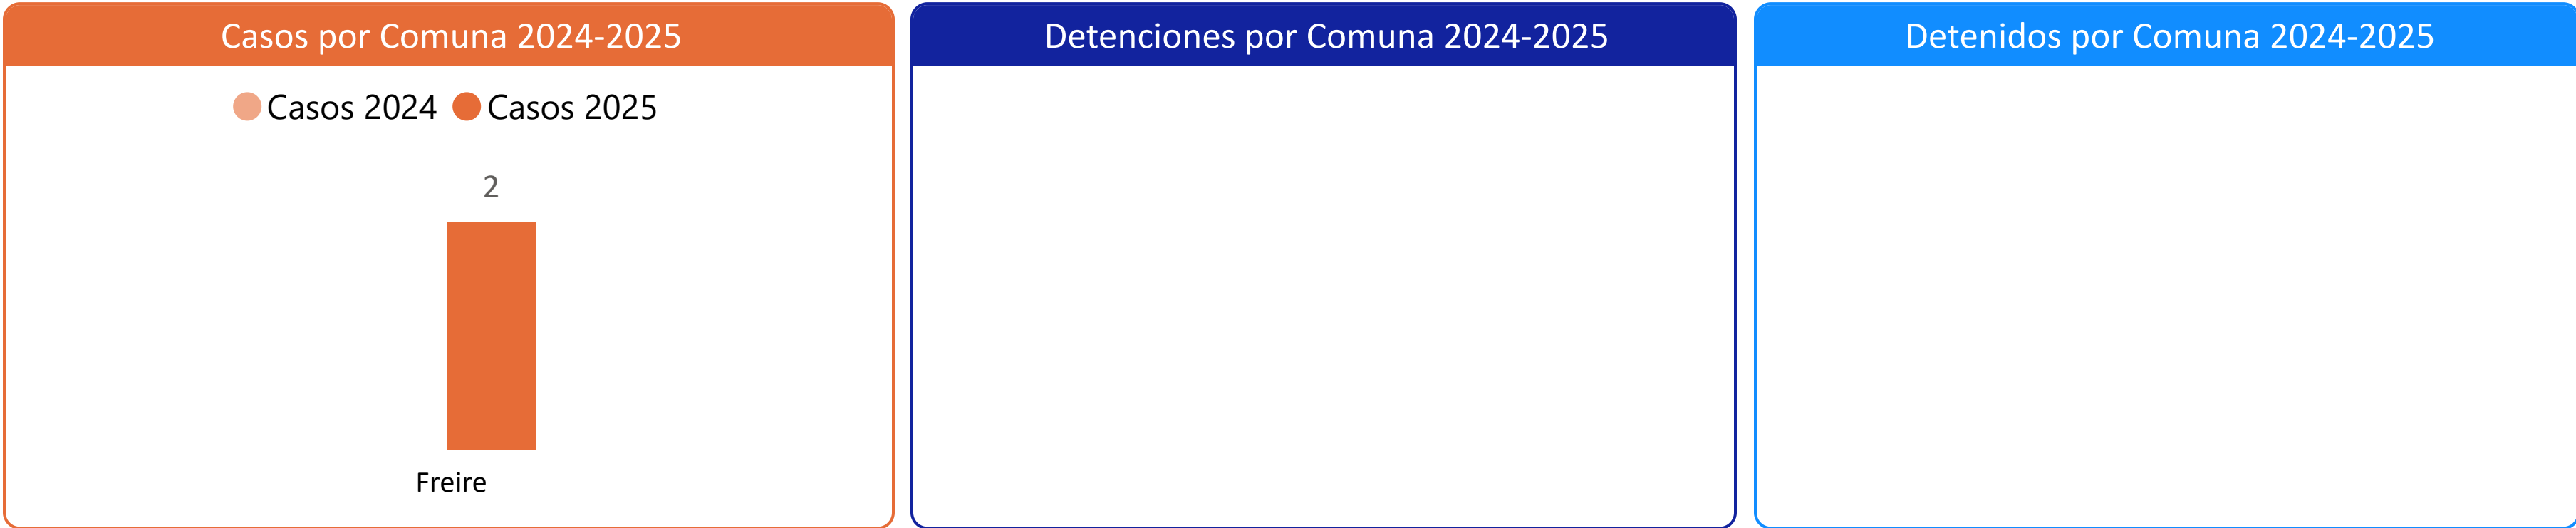 Casos por Comuna 2024-2025
Casos 2024 Casos 2025
2
Freire
Detenciones por Comuna 2024-2025
Detenidos por Comuna 2024-2025